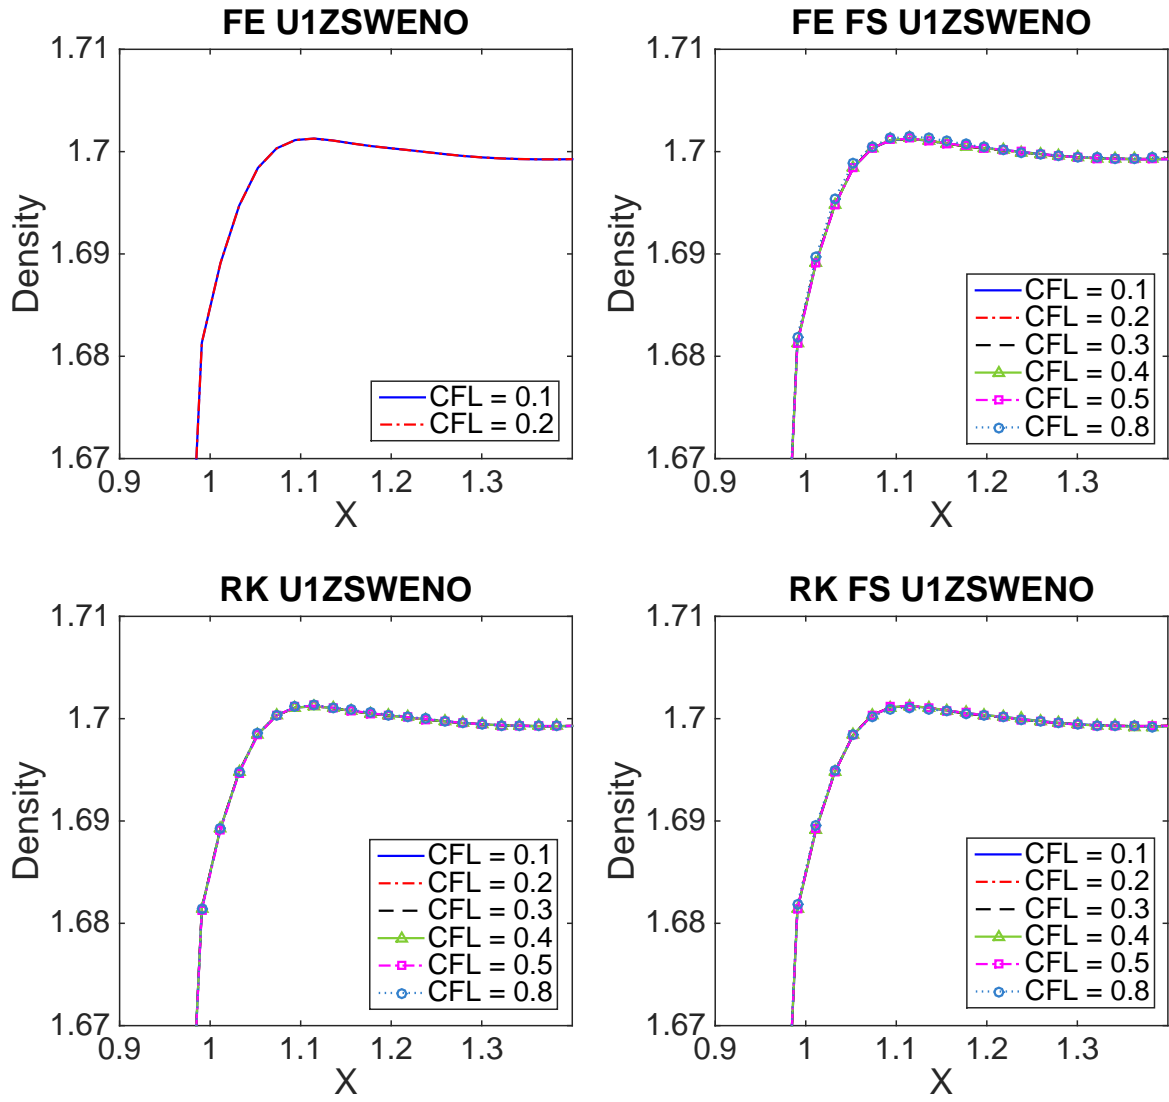 FE U1ZSWENO
1.71
1.7
1.69
1.68
1.67
Density
0.9
1
1.1
1.2
1.3
X
CFL = 0.1
CFL = 0.2
FE FS U1ZSWENO
1.71
1.7
1.69
1.68
1.67
Density
0.9
1
1.1
1.2
1.3
X
CFL = 0.1
CFL = 0.2
CFL = 0.3
CFL = 0.4
CFL = 0.5
CFL = 0.8
RK U1ZSWENO
1.71
1.7
1.69
1.68
1.67
Density
0.9
1
1.1
1.2
1.3
X
CFL = 0.1
CFL = 0.2
CFL = 0.3
CFL = 0.4
CFL = 0.5
CFL = 0.8
RK FS U1ZSWENO
1.71
1.7
1.69
1.68
1.67
Density
0.9
1
1.1
1.2
1.3
X
CFL = 0.1
CFL = 0.2
CFL = 0.3
CFL = 0.4
CFL = 0.5
CFL = 0.8